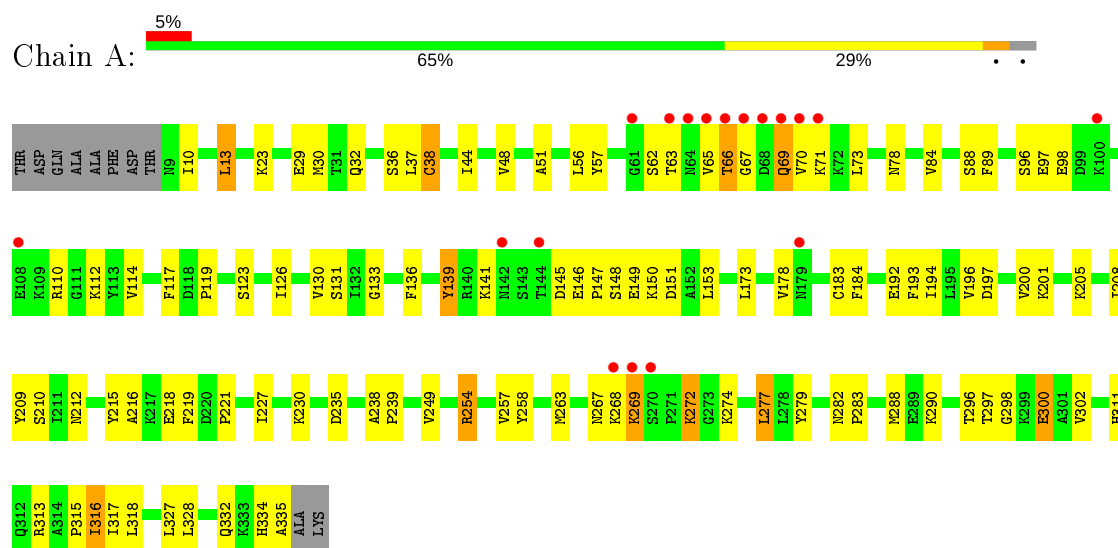 5%
Chain A:
65% 29% • •
THR ASP GLN ALA ALA PHE ASP THR N9 I10 L13 K23 E29 M30 T31 Q32 S36 L37 C38 I44 V48 A51 L56 Y57 G61 S62 T63 N64 V65 T66 G67 D68 Q69 V70 K71 K72 L73 N78 V84 S88 F89 S96 E97 E98 D99 K100
E108 K109 R110 G111 K112 Y113 V114 F117 D118 P119 S123 I126 V130 S131 I132 G133 F136 Y139 R140 K141 N142 S143 T144 D145 E146 P147 S148 E149 K150 D151 A152 L153 L173 V178 N179 C183 F184 E192 F193 I194 L195 V196 D197 V200 K201 K205 I208
Y209 S210 I211 N212 Y215 A216 K217 E218 F219 D220 P221 I227 K230 D235 A238 P239 V249 R254 V257 Y258 M263 N267 K268 K269 S270 P271 K272 G273 K274 L277 L278 Y279 N282 P283 M288 E289 K290 T296 T297 G298 K299 E300 A301 V302 H311
Q312 R313 A314 P315 I316 I317 L318 L327 L328 Q332 K333 H334 A335 ALA LYS